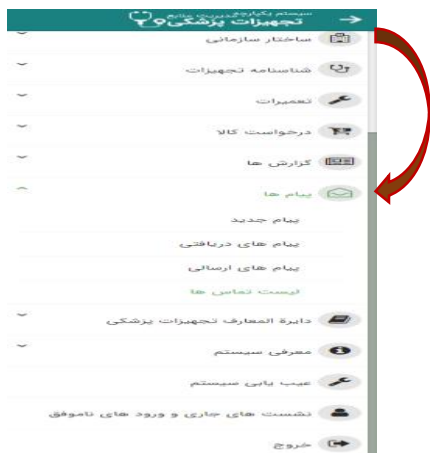 سیستم یکپارچه مدیریت منابع
تجهیزات پزشکی
ساختار سازمانی
شناسنامه تجهیزات
تعمیرات
درخواست کالا
گزارش ها
پیام ها
پیام جدید
پیام های دریافتی
پیام های ارسالی
لیست تماس ها
دایرة المعارف تجهیزات پزشکی
معرفی سیستم
عیب یابی سیستم
نشست های جاری و ورود های ناموفق
خروج